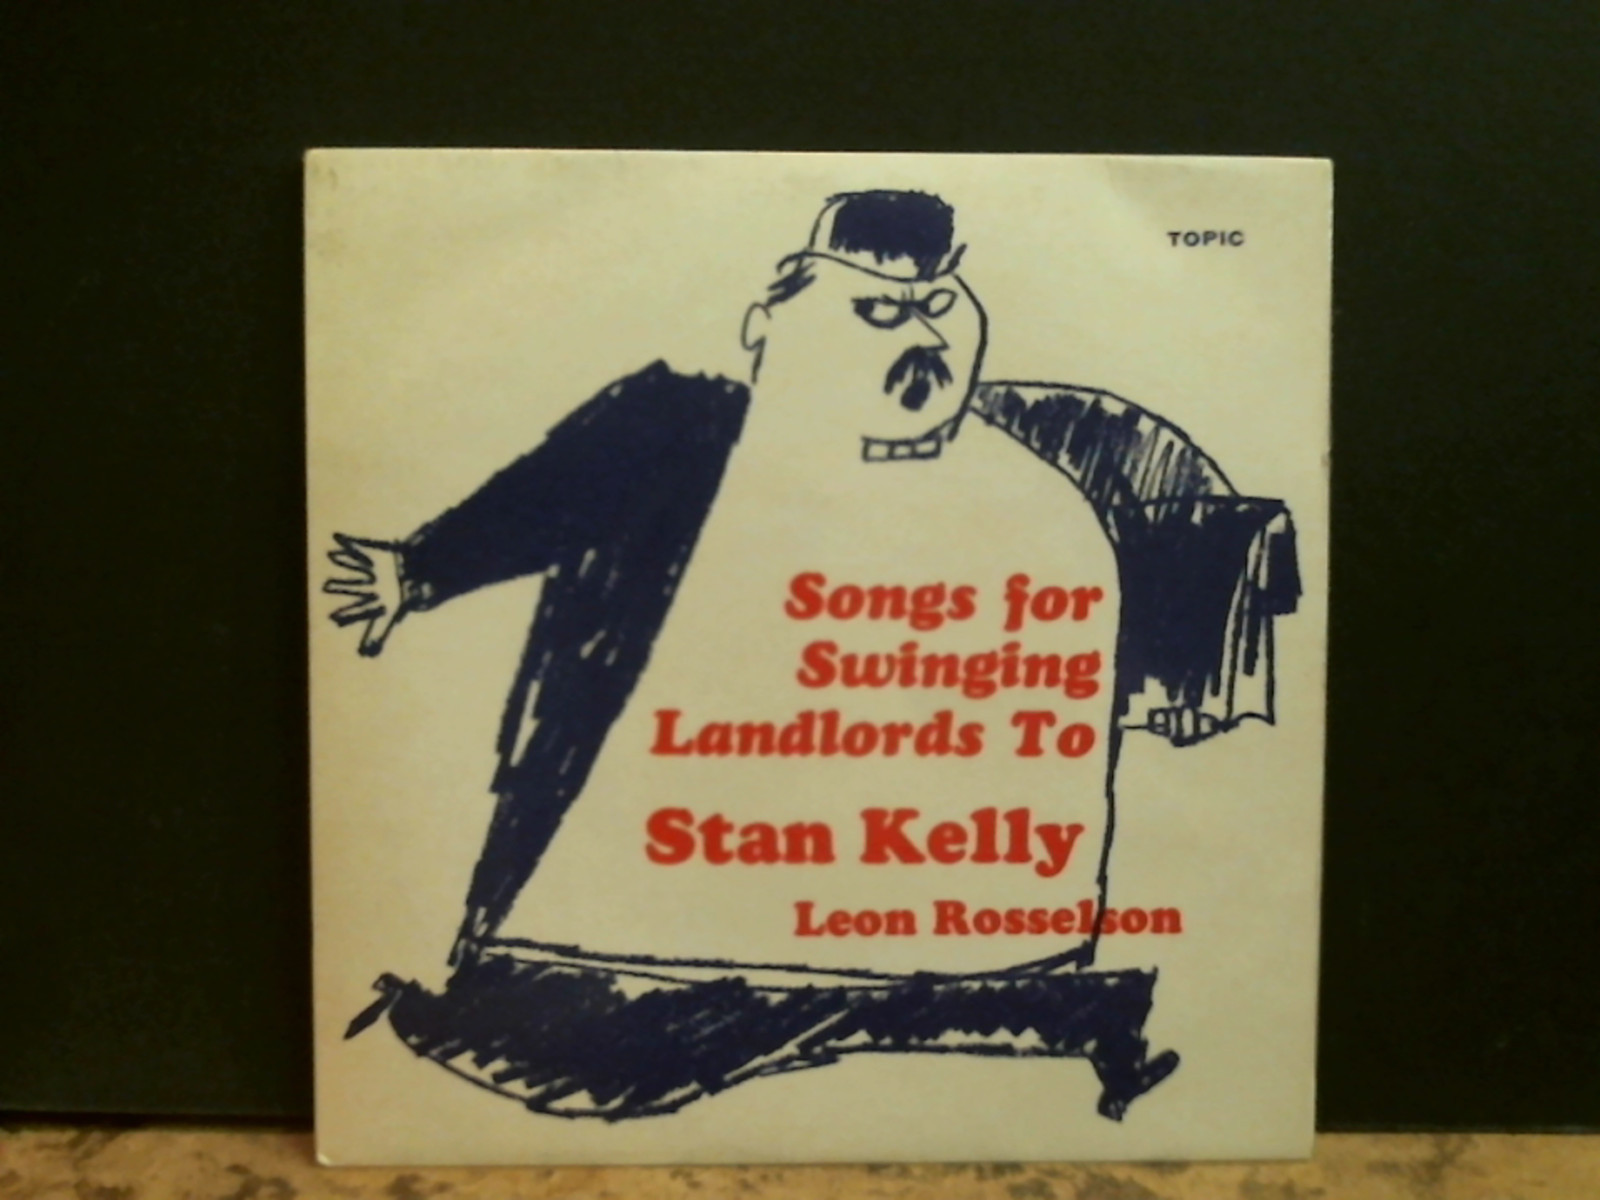 TOPIC
Songs for
Swinging
Landlords To
Stan Kelly
Leon Rosselson